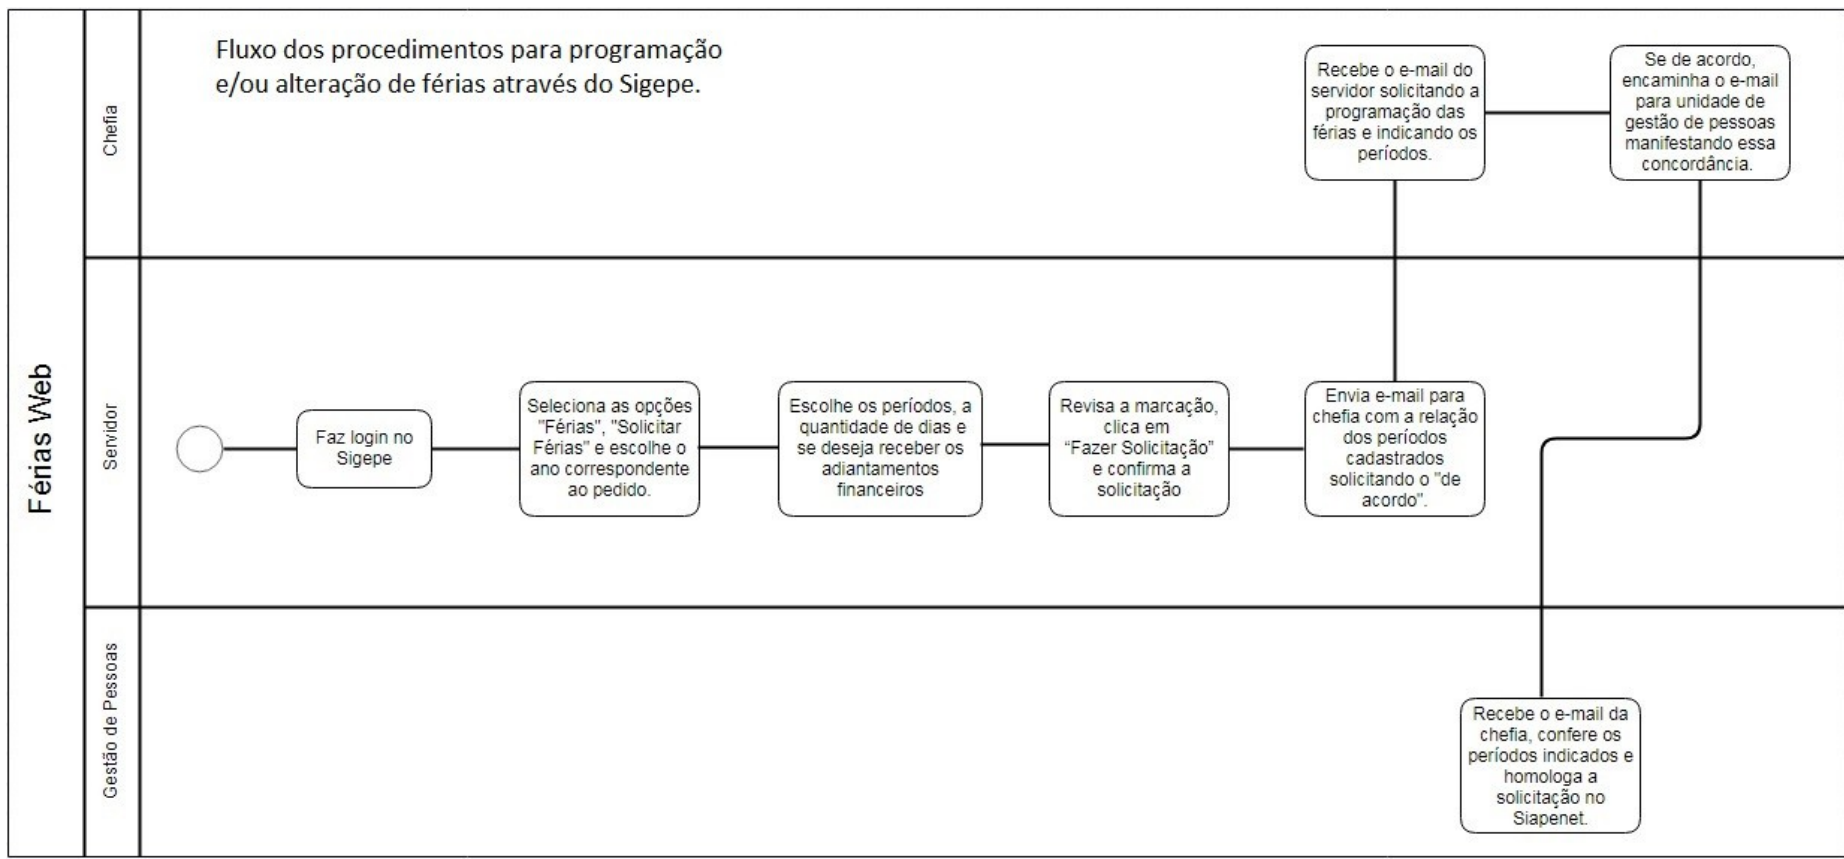 Férias Web
Chefia
Servidor
Gestão de Pessoas
Fluxo dos procedimentos para programação
e/ou alteração de férias através do Sigepe.
Faz login no
Sigepe
Seleciona as opções
"Férias", "Solicitar
Férias" e escolhe o
ano correspondente
ao pedido.
Escolhe os períodos, a
quantidade de dias e
se deseja receber os
adiantamentos
financeiros
Revisa a marcação,
clica em
“Fazer Solicitação”
e confirma a
solicitação
Envia e-mail para
chefia com a relação
dos períodos
cadastrados
solicitando o "de
acordo".
Recebe o e-mail do
servidor solicitando a
programação das
férias e indicando os
períodos.
Se de acordo,
encaminha o e-mail
para unidade de
gestão de pessoas
manifestando essa
concordância.
Recebe o e-mail da
chefia, confere os
períodos indicados e
homologa a
solicitação no
Siapenet.